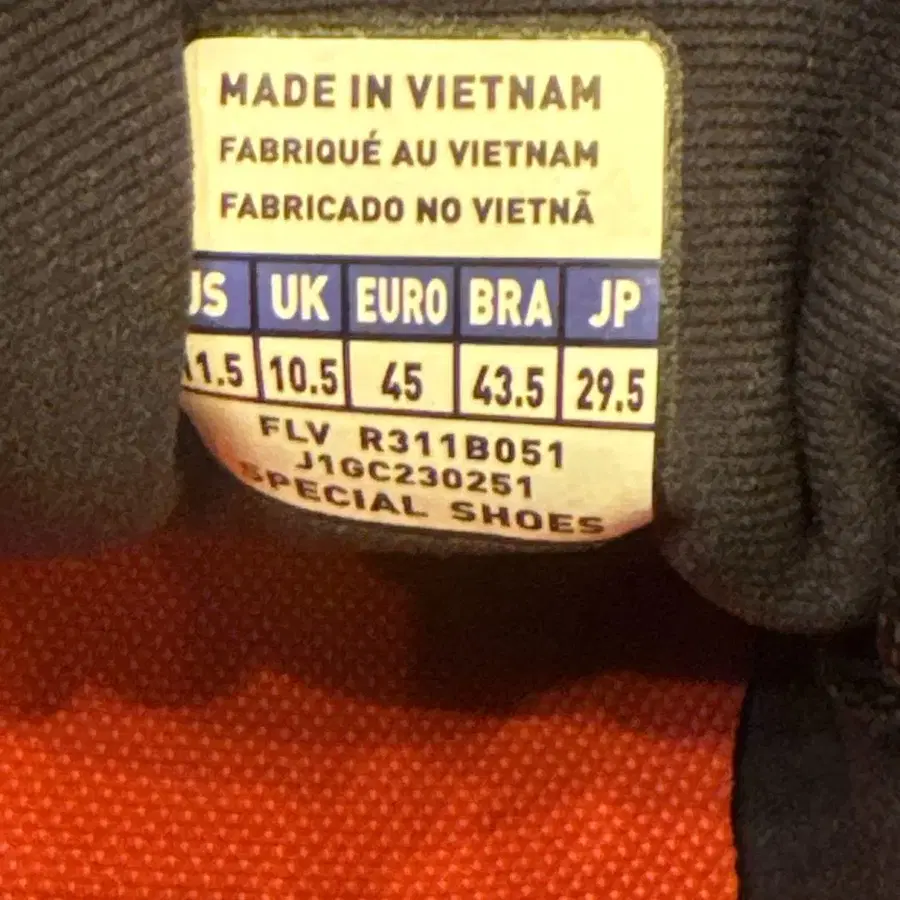 MADE IN VIETNAM
FABRIQUÉ AU VIETNAM
FABRICADO NO VIETNÃ
US UK EURO BRA JP
11.5 10.5 45 43.5 29.5
FLV R311B051
J1GC230251
SPECIAL SHOES